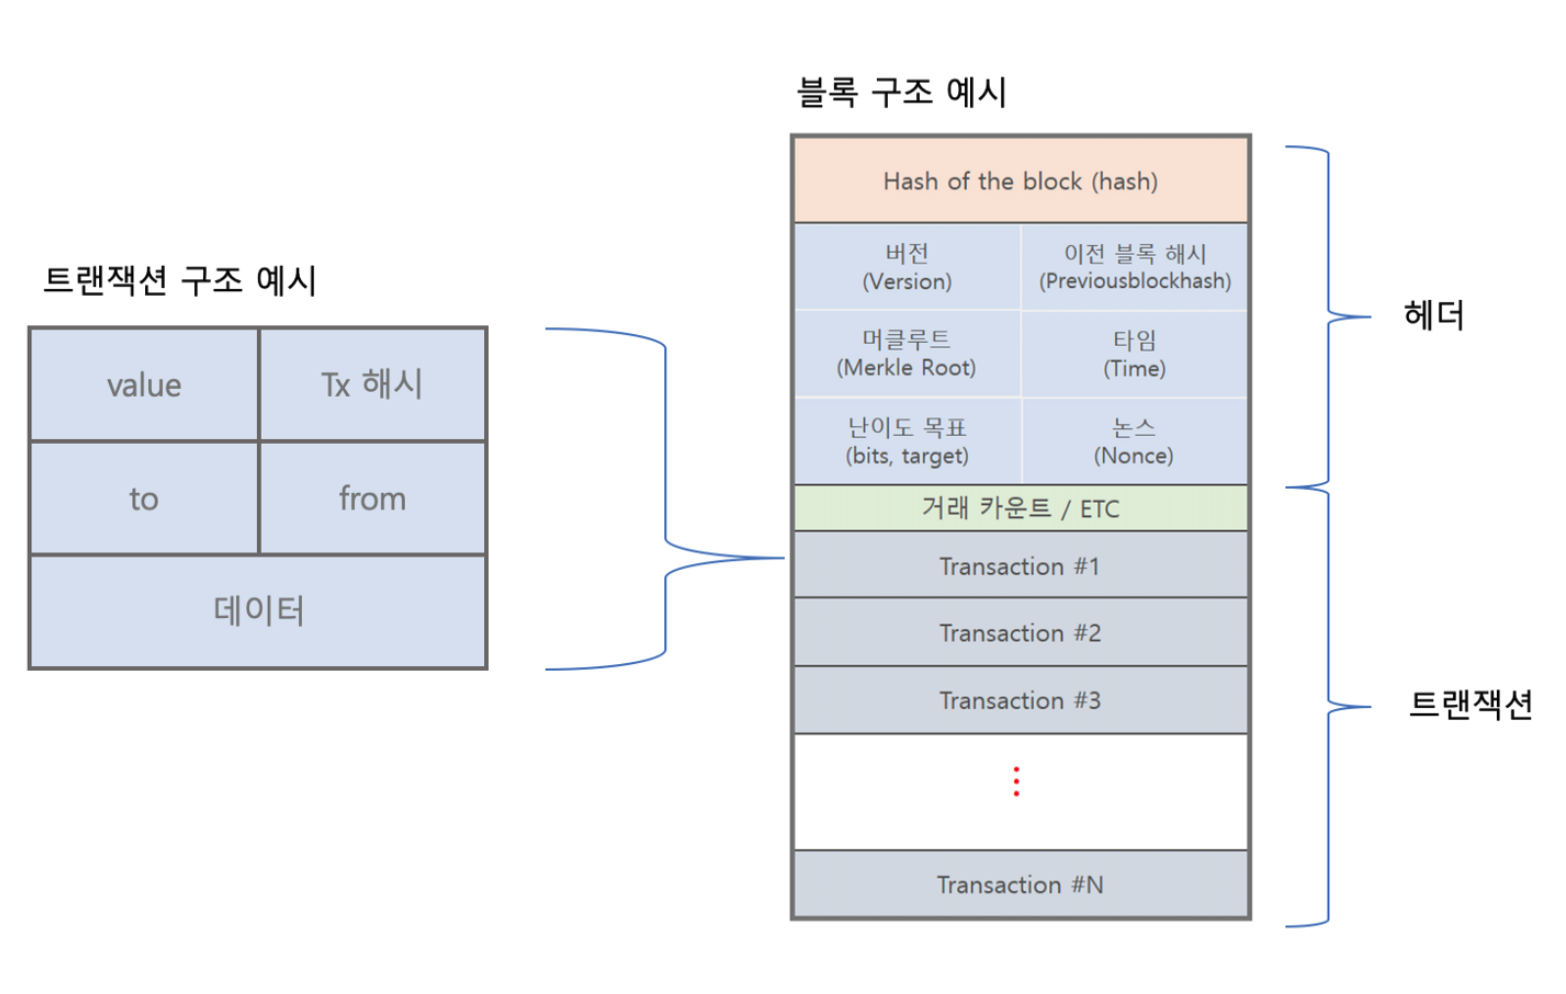 블록 구조 예시
Hash of the block (hash)
버전
(Version)
이전 블록 해시
(Previousblockhash)
머클루트
(Merkle Root)
타임
(Time)
난이도 목표
(bits, target)
논스
(Nonce)
거래 카운트 / ETC
Transaction #1
Transaction #2
Transaction #3
Transaction #N
헤더
트랜잭션
트랜잭션 구조 예시
value
Tx 해시
to
from
데이터